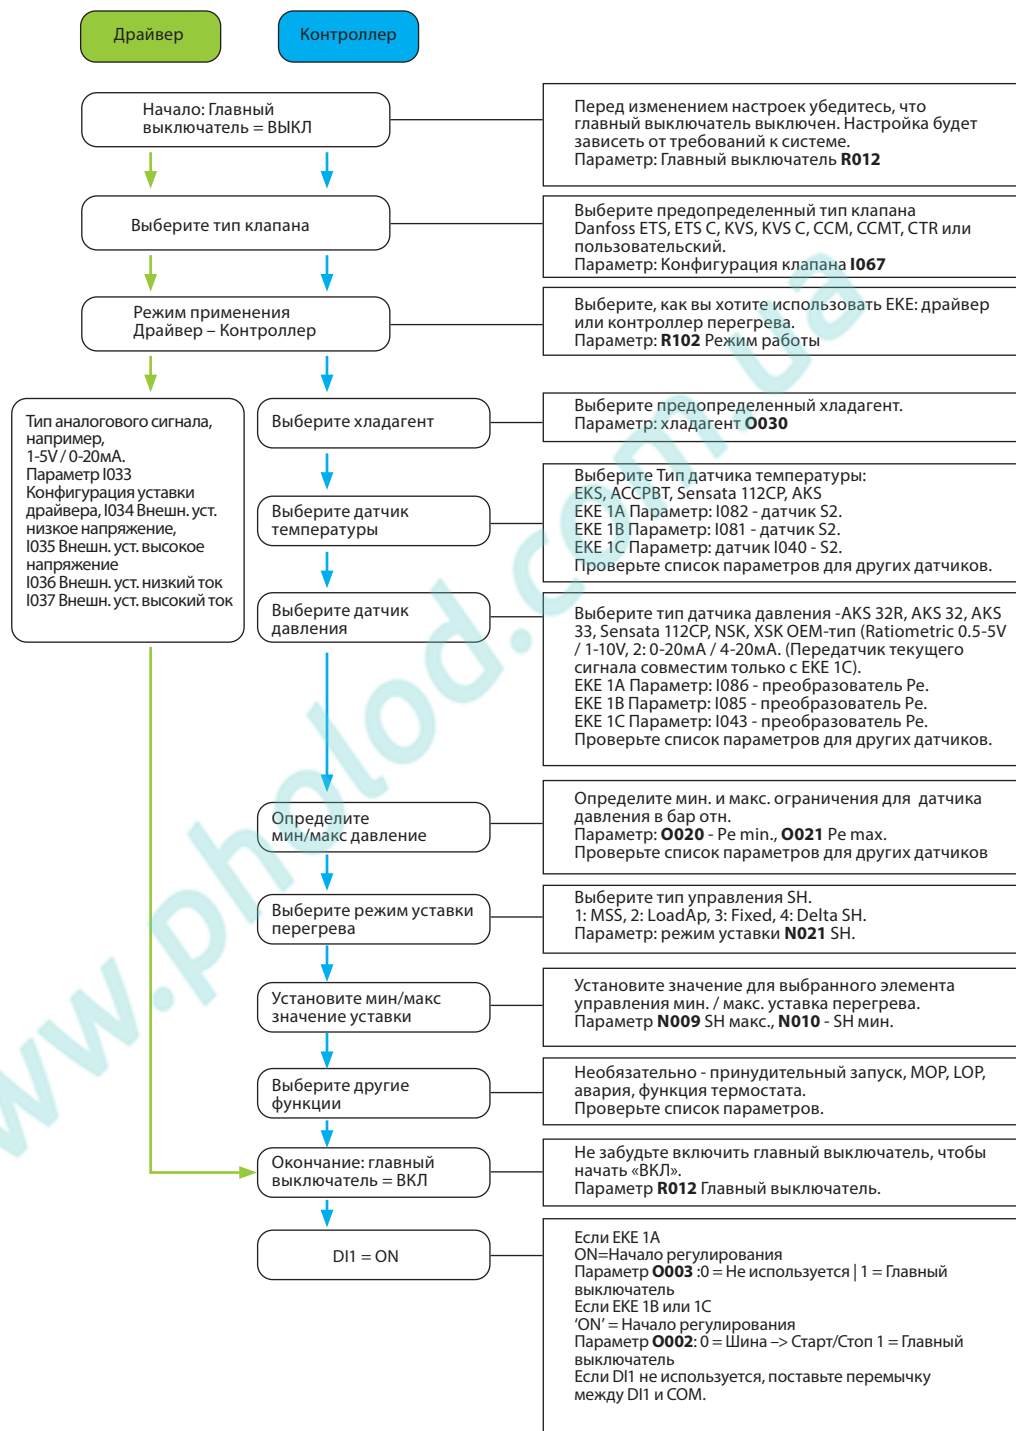 Драйвер
Контроллер
Начало: Главный
выключатель = ВЫКЛ
Перед изменением настроек убедитесь, что
главный выключатель выключен. Настройка будет
зависеть от требований к системе.
Параметр: Главный выключатель R012
Выберите тип клапана
Выберите предопределенный тип клапана
Danfoss ETS, ETS C, KVS, KVS C, CCM, CCMT, CTR или
пользовательский.
Параметр: Конфигурация клапана I067
Режим применения
Драйвер – Контроллер
Выберите, как вы хотите использовать EKE: драйвер
или контроллер перегрева.
Параметр: R102 Режим работы
Тип аналогового сигнала,
например,
1-5V / 0-20мА.
Параметр I033
Конфигурация уставки
драйвера, I034 Внешн. уст.
низкое напряжение,
I035 Внешн. уст. высокое
напряжение
I036 Внешн. уст. низкий ток
I037 Внешн. уст. высокий ток
Выберите хладагент
Выберите предопределенный хладагент.
Параметр: хладагент O030
Выберите датчик
температуры
Выберите Тип датчика температуры:
EKS, ACCPBT, Sensata 112CP, AKS
EKE 1A Параметр: I082 - датчик S2.
EKE 1B Параметр: I081 - датчик S2.
EKE 1C Параметр: датчик I040 - S2.
Проверьте список параметров для других датчиков.
Выберите датчик
давления
Выберите тип датчика давления -AKS 32R, AKS 32, AKS
33, Sensata 112CP, NSK, XSK OEM-тип (Ratiometric 0.5-5V
/ 1-10V, 2: 0-20мА / 4-20мА. (Передатчик текущего
сигнала совместим только с EKE 1C).
EKE 1A Параметр: I086 - преобразователь Pe.
EKE 1B Параметр: I085 - преобразователь Pe.
EKE 1C Параметр: I043 - преобразователь Pe.
Проверьте список параметров для других датчиков.
Определите
мин/макс давление
Определите мин. и макс. ограничения для датчика
давления в бар отн.
Параметр: O020 - Pe min., O021 Pe max.
Проверьте список параметров для других датчиков
Выберите режим уставки
перегрева
Выберите тип управления SH.
1: MSS, 2: LoadAp, 3: Fixed, 4: Delta SH.
Параметр: режим уставки N021 SH.
Установите мин/макс
значение уставки
Установите значение для выбранного элемента
управления мин. / макс. уставка перегрева.
Параметр N009 SH макс., N010 - SH мин.
Выберите другие
функции
Необязательно - принудительный запуск, MOP, LOP,
авария, функция термостата.
Проверьте список параметров.
Окончание: главный
выключатель = ВКЛ
Не забудьте включить главный выключатель, чтобы
начать «ВКЛ».
Параметр R012 Главный выключатель.
DI1 = ON
Если EKE 1A
ON=Начало регулирования
Параметр O003 :0 = Не используется | 1 = Главный
выключатель
Если EKE 1B или 1C
‘ON’ = Начало регулирования
Параметр O002: 0 = Шина –> Старт/Стоп 1 = Главный
выключатель
Если DI1 не используется, поставьте перемычку
между DI1 и COM.
www.pholod.com.ua